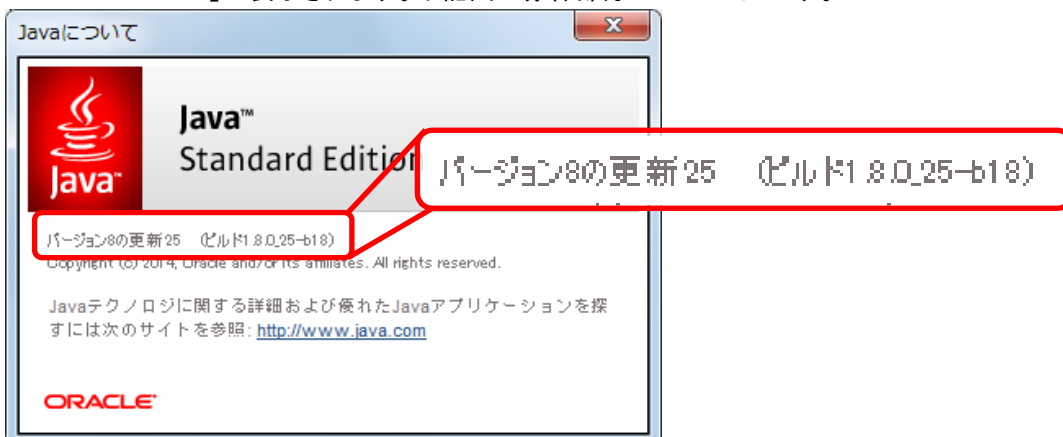 Javaについて
Java™
Standard Edition
Java™
バージョン8の更新25 (ビルド1.8.0_25-b18)
バージョン8の更新25 (ビルド1.8.0_25-b18)
Copyright (c) 2014, Oracle and/or its affiliates. All rights reserved.
Javaテクノロジに関する詳細および優れたJavaアプリケーションを探
すには次のサイトを参照: http://www.java.com
ORACLE